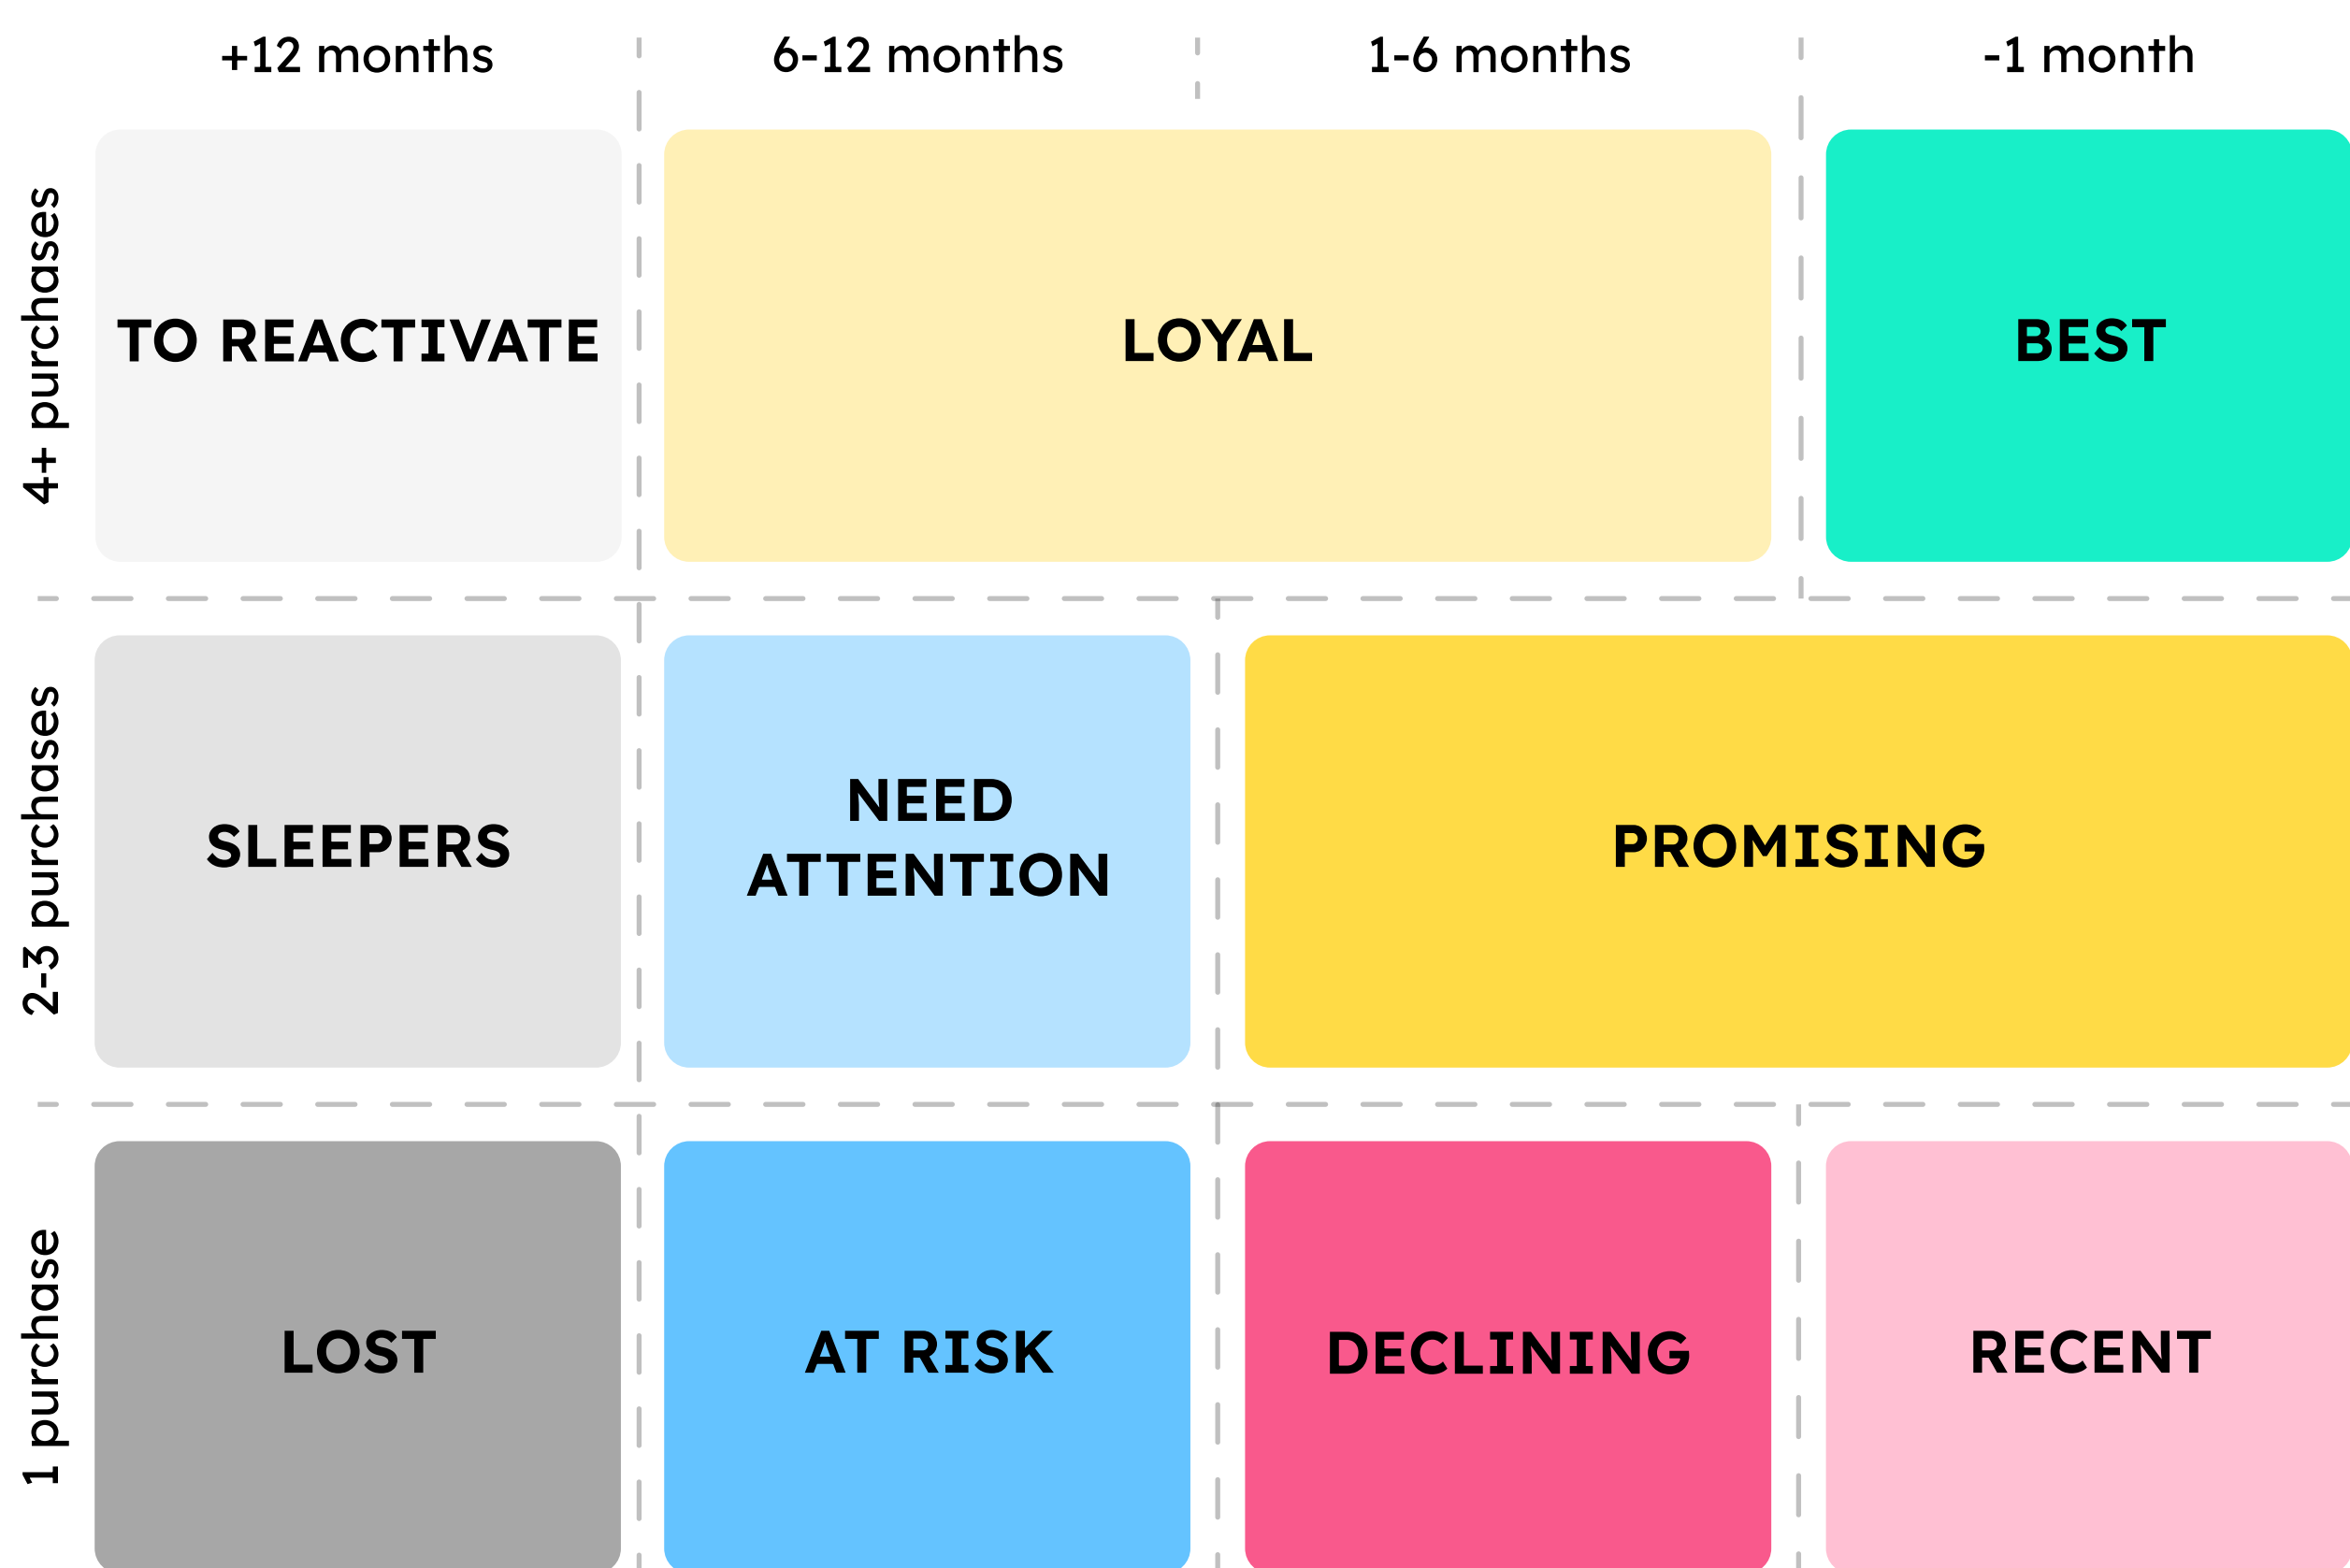 +12 months
6-12 months
1-6 months
-1 month
4+ purchases
TO REACTIVATE
LOYAL
BEST
2-3 purchases
SLEEPERS
NEED
ATTENTION
PROMISING
1 purchase
LOST
AT RISK
DECLINING
RECENT